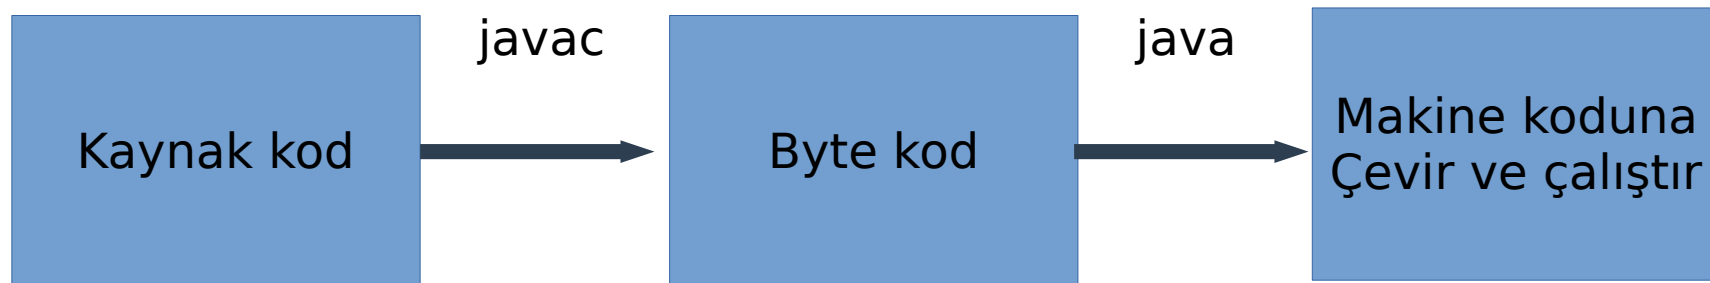 javac
java
Kaynak kod
Byte kod
Makine koduna
Çevir ve çalıştır